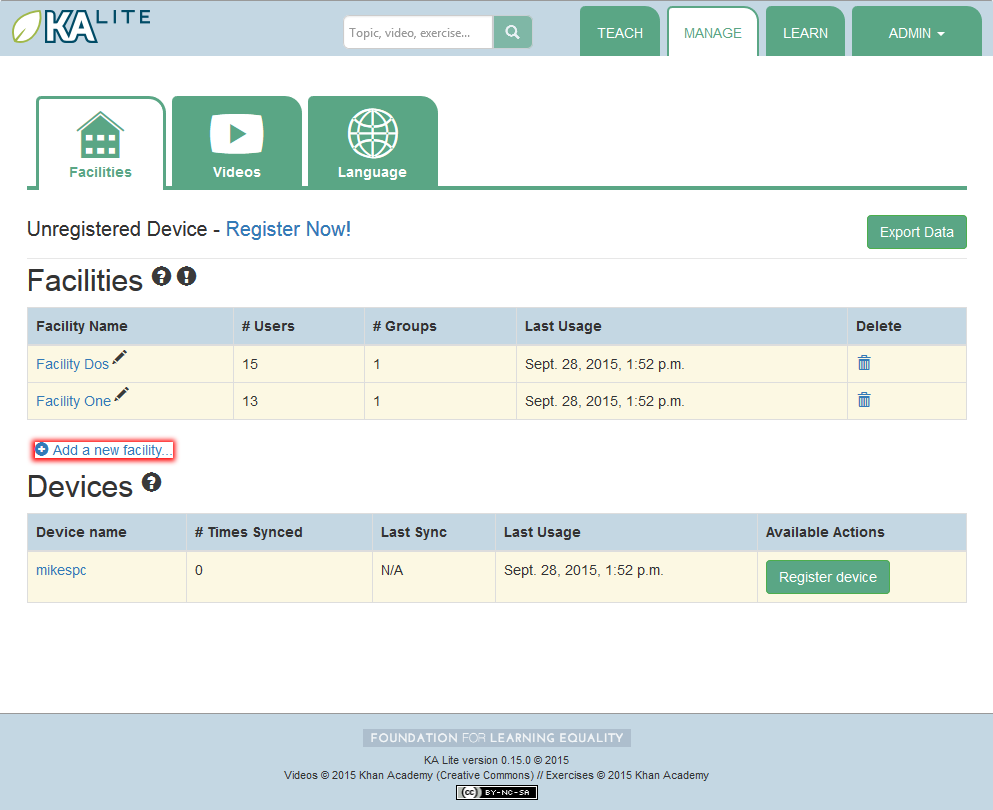 KA LITE
Topic, video, exercise...
TEACH
MANAGE
LEARN
ADMIN
Facilities
Videos
Language
Unregistered Device - Register Now!
Export Data
Facilities ? !
Facility Name # Users # Groups Last Usage Delete
Facility Dos 15 1 Sept. 28, 2015, 1:52 p.m.
Facility One 13 1 Sept. 28, 2015, 1:52 p.m.
Add a new facility...
Devices ?
Device name # Times Synced Last Sync Last Usage Available Actions
mikespc 0 N/A Sept. 28, 2015, 1:52 p.m. Register device
FOUNDATION FOR LEARNING EQUALITY
KA Lite version 0.15.0 © 2015
Videos © 2015 Khan Academy (Creative Commons) // Exercises © 2015 Khan Academy
cc BY-NC-SA